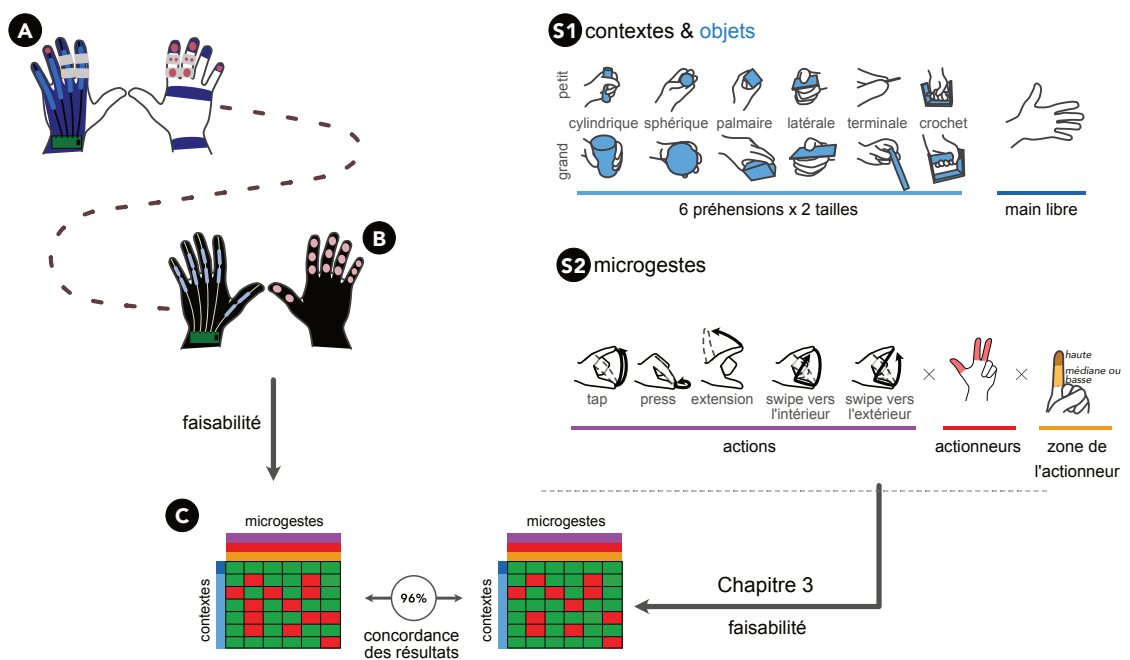 A
B
faisabilité
S1 contextes & objets
petit
cylindrique sphérique palmaire latérale terminale crochet
grand
6 préhensions x 2 tailles
main libre
S2 microgestes
tap
press
extension
swipe vers
l'intérieur
swipe vers
l'extérieur
×
×
haute
médiane ou
basse
actions
actionneurs
zone de
l'actionneur
C
microgestes
contextes
96%
concordance
des résultats
microgestes
contextes
Chapitre 3
faisabilité